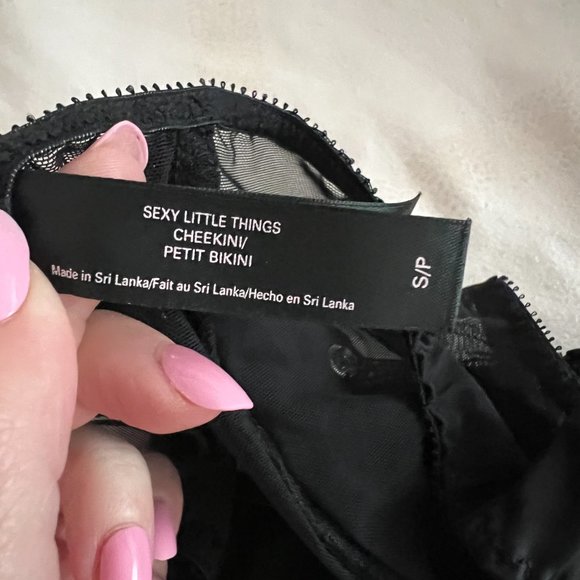 SEXY LITTLE THINGS
CHEEKINI/
PETIT BIKINI
Made in Sri Lanka/Fait au Sri Lanka/Hecho en Sri Lanka
S/P